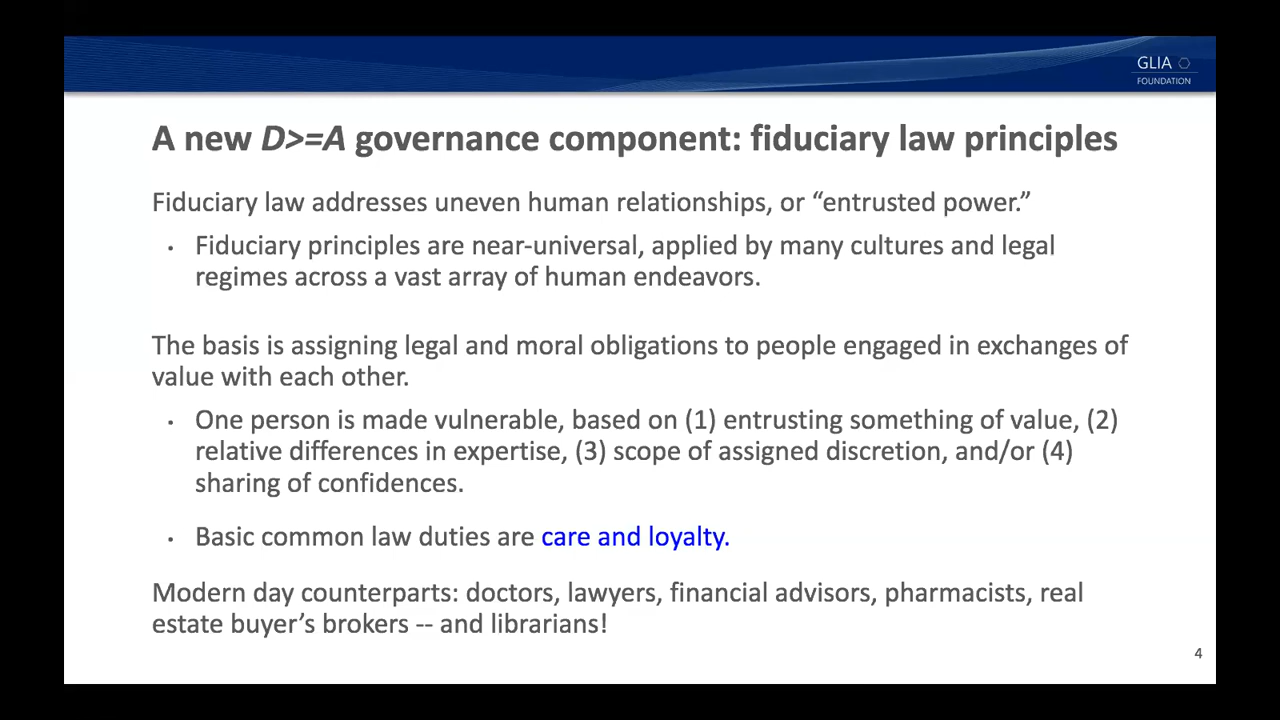 GLIA
FOUNDATION
A new D>=A governance component: fiduciary law principles
Fiduciary law addresses uneven human relationships, or “entrusted power.”
• Fiduciary principles are near-universal, applied by many cultures and legal
regimes across a vast array of human endeavors.
The basis is assigning legal and moral obligations to people engaged in exchanges of
value with each other.
• One person is made vulnerable, based on (1) entrusting something of value, (2)
relative differences in expertise, (3) scope of assigned discretion, and/or (4)
sharing of confidences.
• Basic common law duties are care and loyalty.
Modern day counterparts: doctors, lawyers, financial advisors, pharmacists, real
estate buyer’s brokers -- and librarians!
4